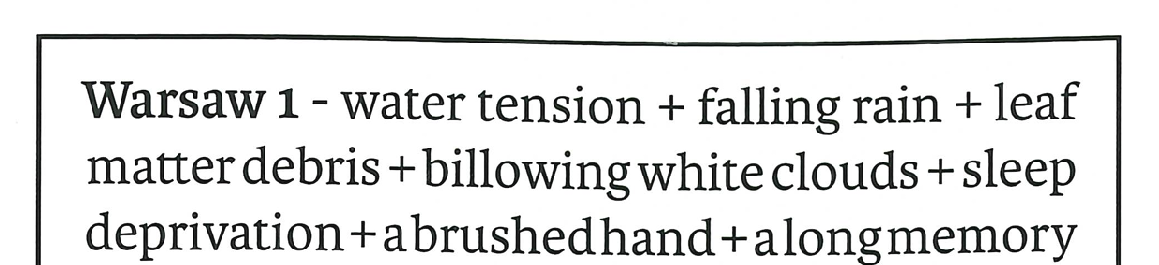 Warsaw 1 - water tension + falling rain + leaf
matter debris + billowing white clouds + sleep
deprivation + a brushed hand + a long memory